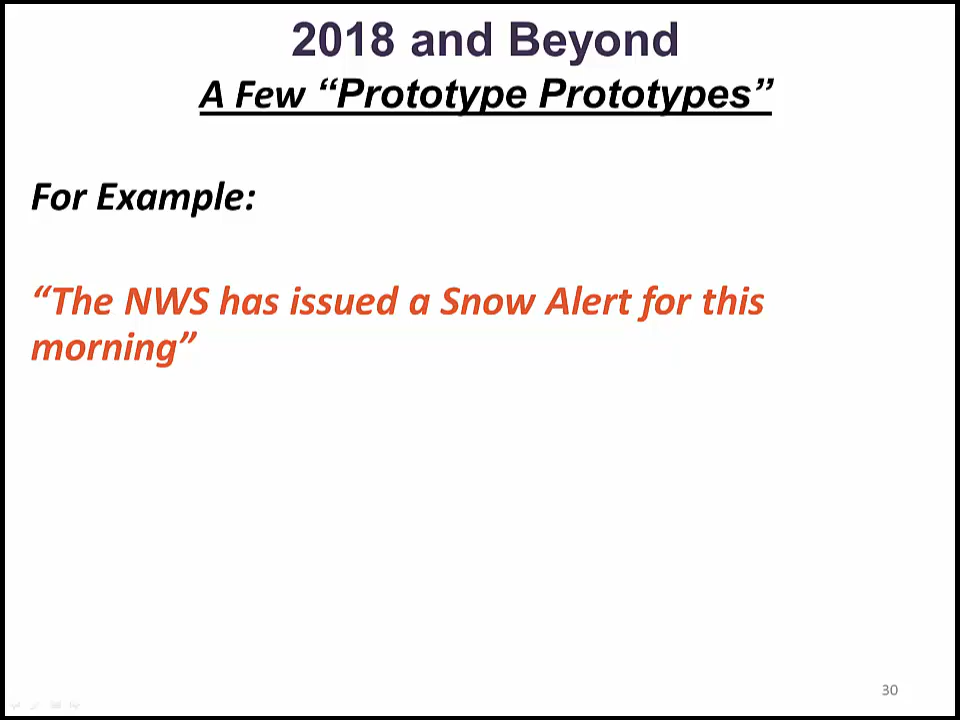 2018 and Beyond
A Few “Prototype Prototypes”
For Example:
“The NWS has issued a Snow Alert for this
morning”
30